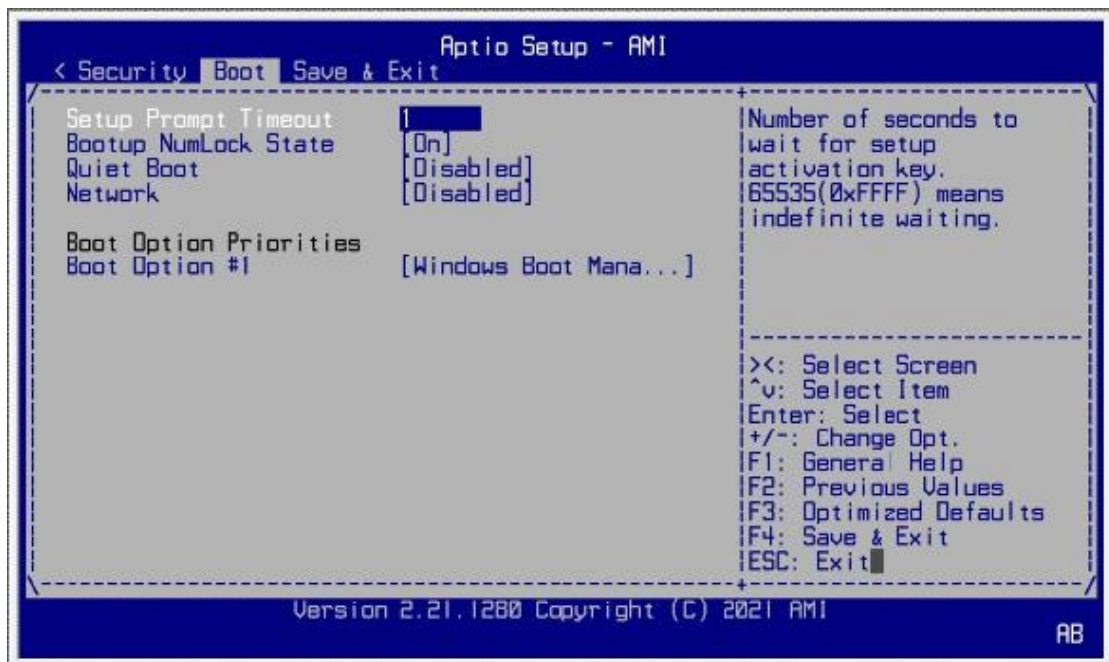 Aptio Setup - AMI
< Security Boot Save & Exit
Setup Prompt Timeout 1
Bootup NumLock State [On]
Quiet Boot [Disabled]
Network [Disabled]
Boot Option Priorities
Boot Option #1 [Windows Boot Mana...]
Number of seconds to
wait for setup
activation key.
65535(0xFFFF) means
indefinite waiting.
><: Select Screen
^v: Select Item
Enter: Select
+/-: Change Opt.
F1: General Help
F2: Previous Values
F3: Optimized Defaults
F4: Save & Exit
ESC: Exit
Version 2.21.1280 Copyright (C) 2021 AMI
AB